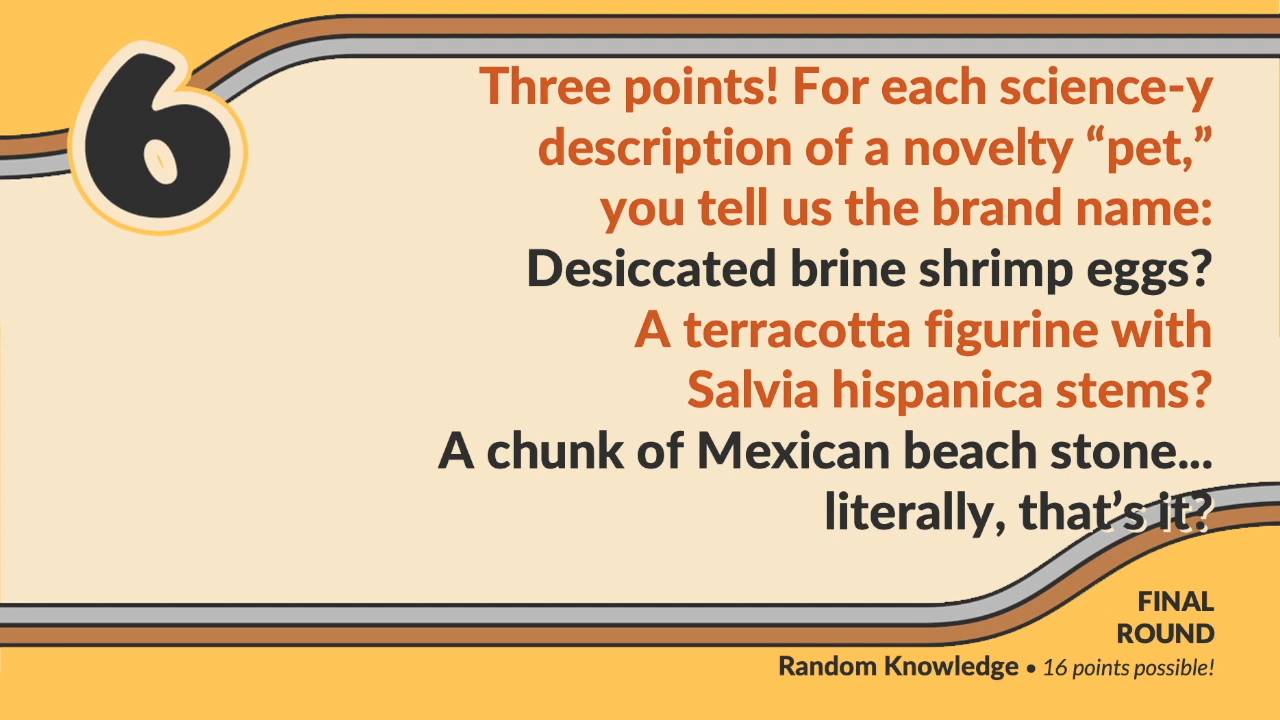 6
Three points! For each science-y
description of a novelty “pet,”
you tell us the brand name:
Desiccated brine shrimp eggs?
A terracotta figurine with
Salvia hispanica stems?
A chunk of Mexican beach stone...
literally, that’s it?
FINAL
ROUND
Random Knowledge • 16 points possible!